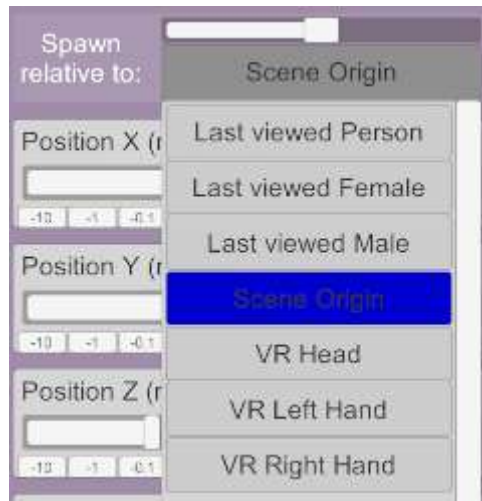 Spawn
relative to:
Scene Origin
Last viewed Person
Last viewed Female
Last viewed Male
Scene Origin
VR Head
VR Left Hand
VR Right Hand
Position X (
-10 -1 -0.1
Position Y (
-10 -1 -0.1
Position Z (
-10 -1 -0.1